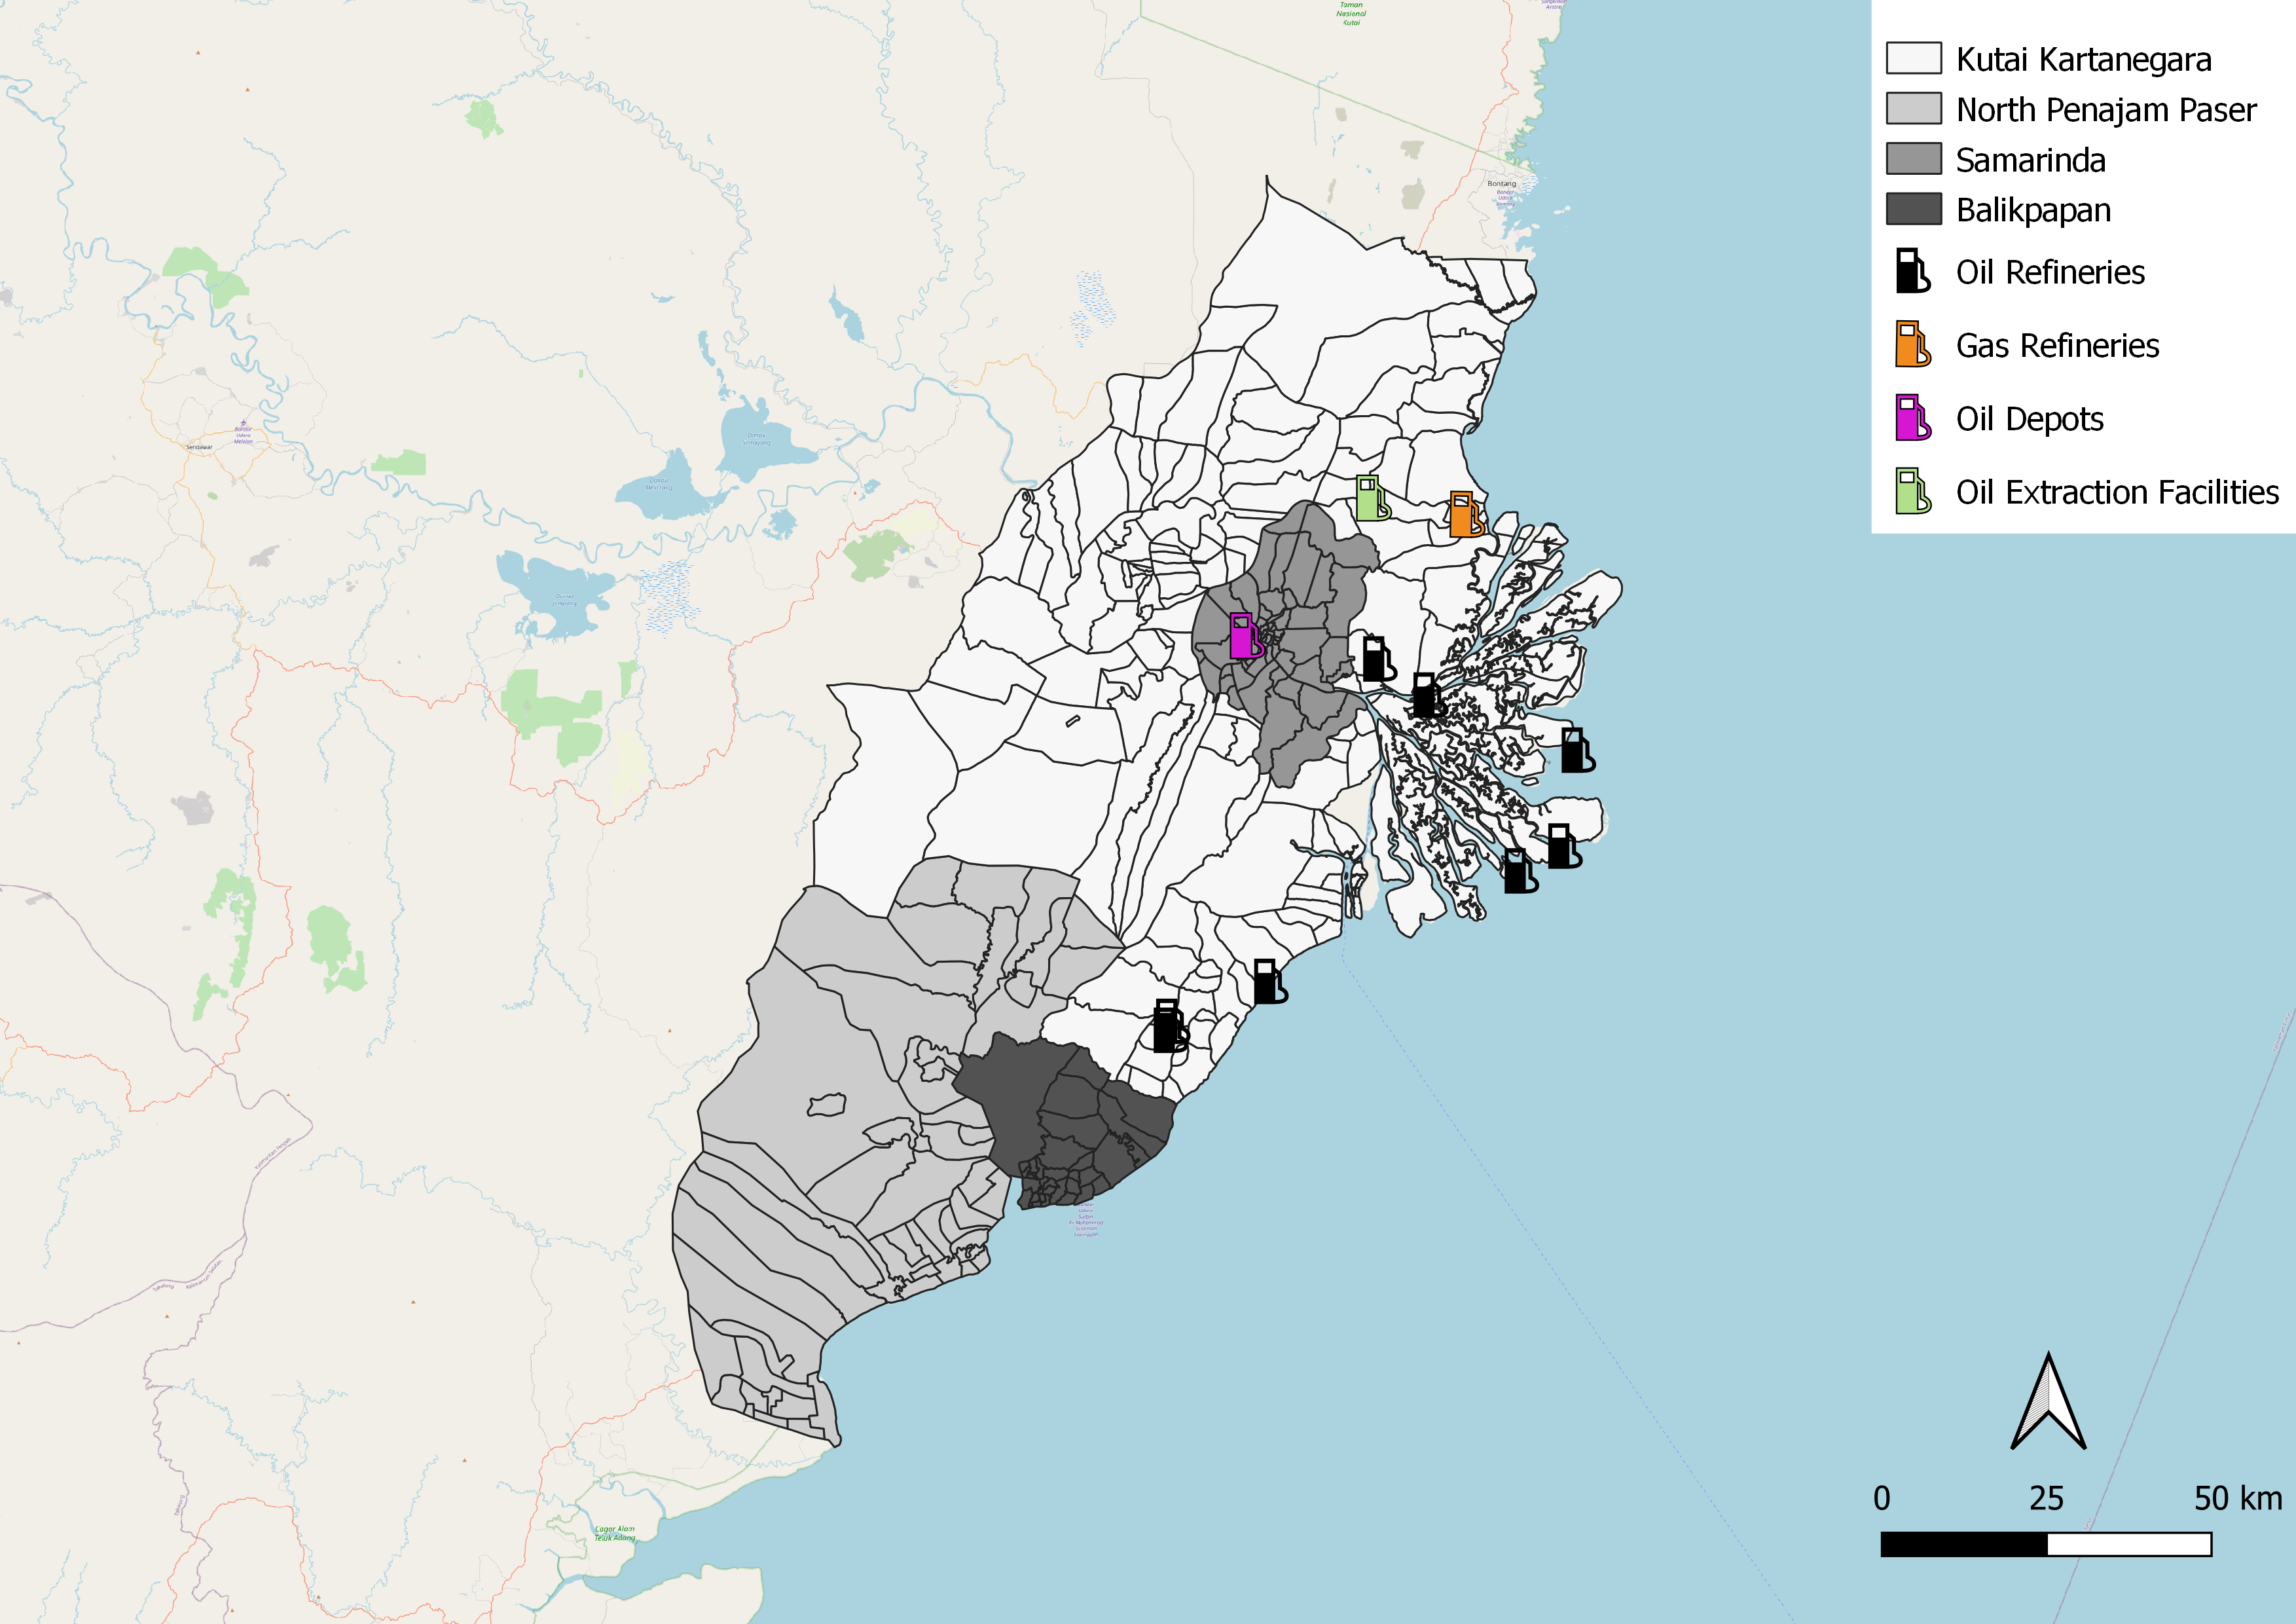 Taman
Nasional
Kutai
Kutai Kartanegara
North Penajam Paser
Samarinda
Balikpapan
Oil Refineries
Gas Refineries
Oil Depots
Oil Extraction Facilities
Bontang
Sendawar
Cagar Alam
Teluk Adang
0 25 50 km